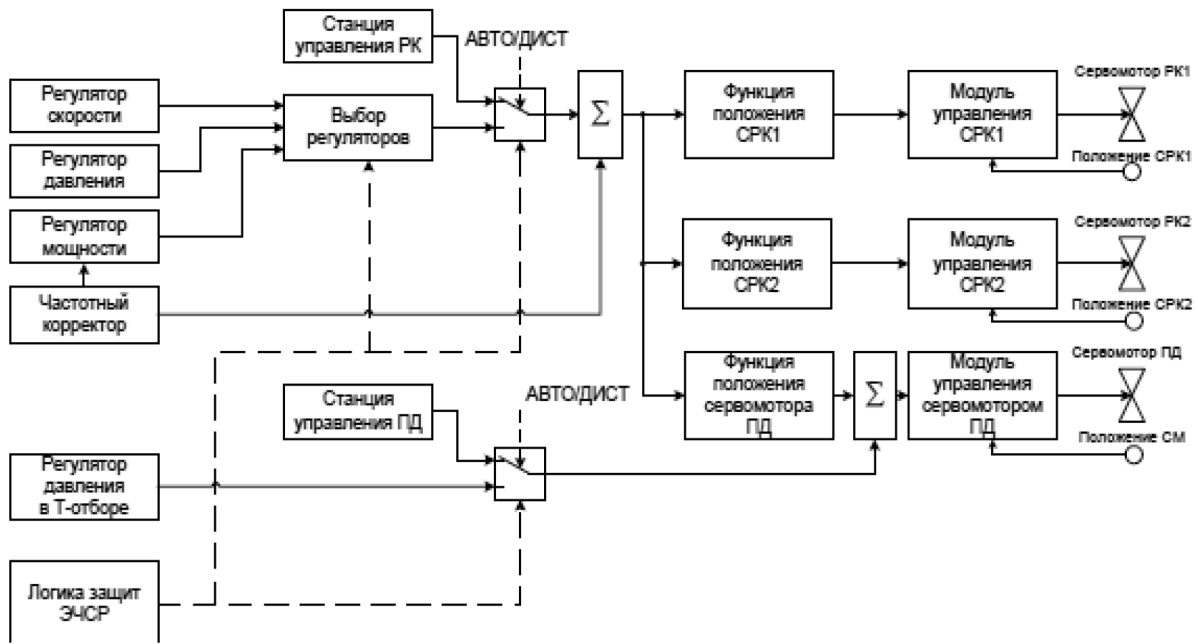 Станция
управления РК
АВТО/ДИСТ
Регулятор
скорости
Регулятор
давления
Регулятор
мощности
Частотный
корректор
Выбор
регуляторов
Σ
Функция
положения
СРК1
Модуль
управления
СРК1
Сервомотор РК1
Положение СРК1
Функция
положения
СРК2
Модуль
управления
СРК2
Сервомотор РК2
Положение СРК2
Функция
положения
сервомотора
ПД
Σ
Модуль
управления
сервомотором
ПД
Сервомотор ПД
Положение СМ
Станция
управления ПД
АВТО/ДИСТ
Регулятор
давления
в Т-отборе
Логика защит
ЭЧСР